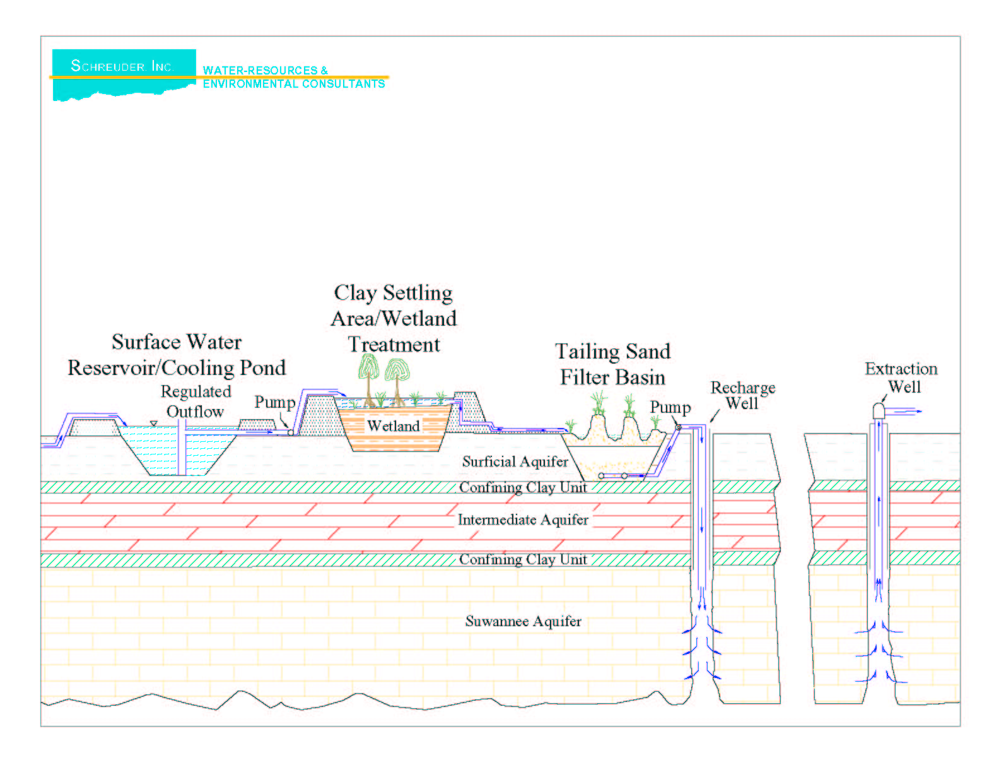 SCHREUDER, INC.
WATER-RESOURCES &
ENVIRONMENTAL CONSULTANTS
Clay Settling
Area/Wetland
Treatment
Surface Water
Reservoir/Cooling Pond
Regulated
Outflow
Pump
Tailing Sand
Filter Basin
Pump
Recharge
Well
Extraction
Well
Wetland
Surficial Aquifer
Confining Clay Unit
Intermediate Aquifer
Confining Clay Unit
Suwannee Aquifer